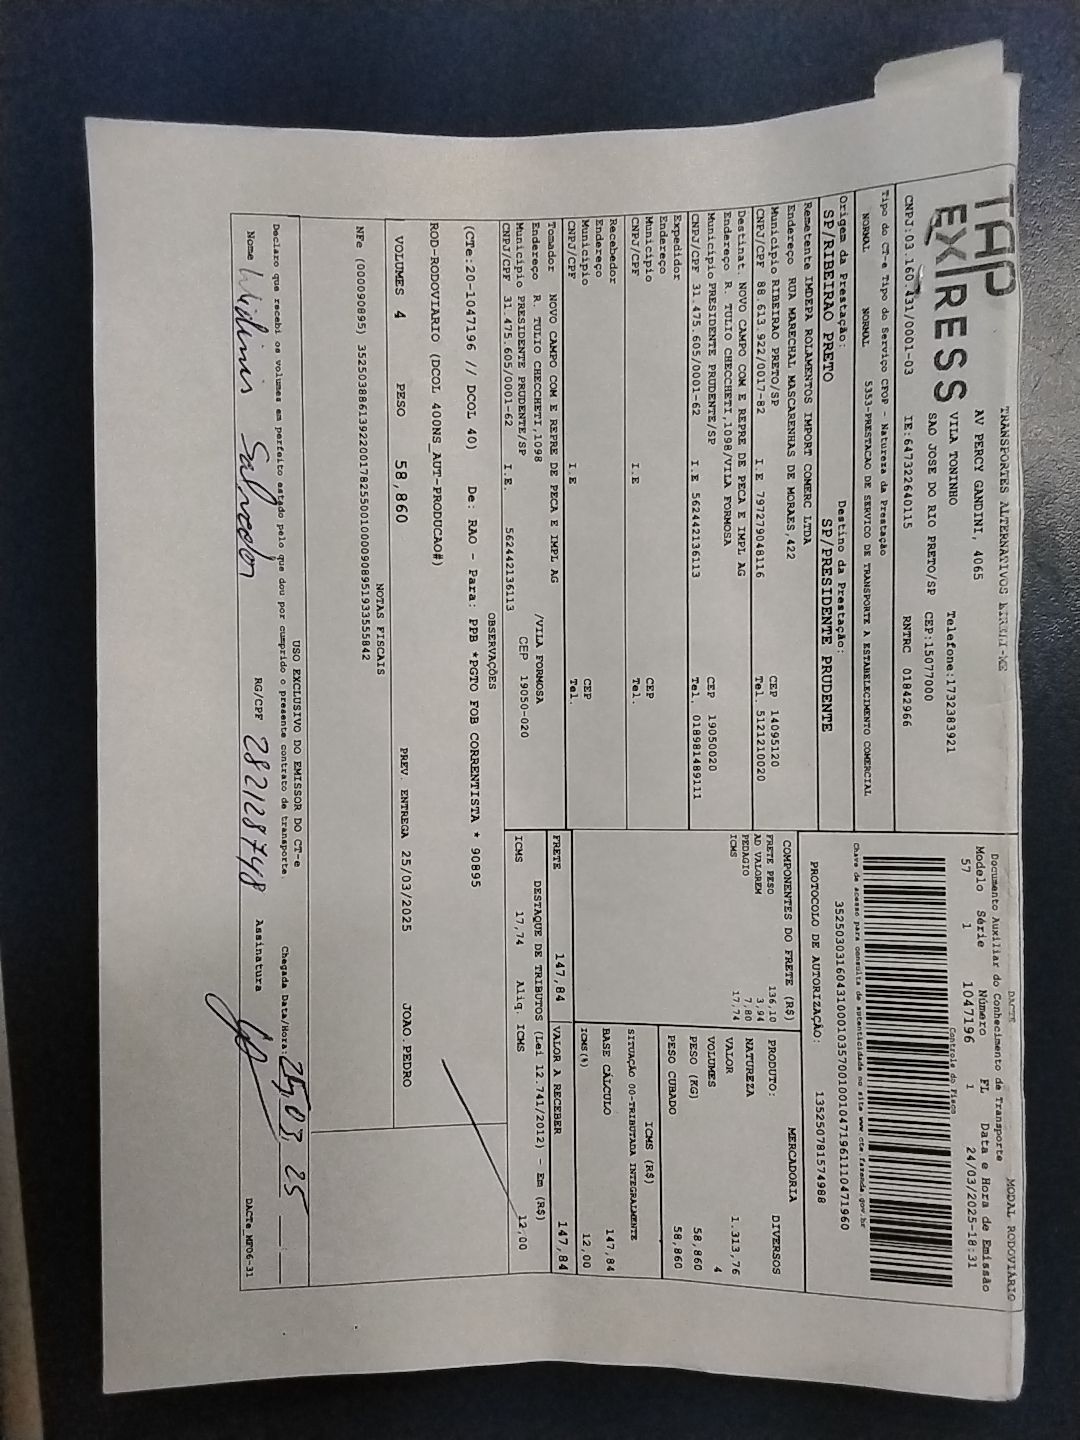 TAP
EXPRESS
TRANSPORTES ALTERNATIVOS EIRELI-ME
AV PERCY GANDINI, 4065
VILA TONINHO Telefone:1732383921
SAO JOSE DO RIO PRETO/SP CEP:15077000
CNPJ:03.160.431/0001-03 IE:647322640115 RNTRC 01842966
DACTE MODAL RODOVIÁRIO
Documento Auxiliar do Conhecimento de Transporte
Modelo Série Número FL Data e Hora de Emissão
57 1 1047196 1 24/03/2025-18:31
Controle do Fisco
Chave de acesso para consulta de autenticidade no site www.cte.fazenda.gov.br
PROTOCOLO DE AUTORIZAÇÃO: 135250781574988
Tipo do CT-e Tipo do Serviço CFOP - Natureza da Prestação
NORMAL NORMAL 5353-PRESTACAO DE SERVICO DE TRANSPORTE A ESTABELECIMENTO COMERCIAL
Origem da Prestação: Destino da Prestação:
SP/RIBEIRAO PRETO SP/PRESIDENTE PRUDENTE
Remetente INDEPA ROLAMENTOS IMPORT COMERC LTDA
Endereço RUA MARECHAL MASCARENHAS DE MORAES,422
Município RIBEIRAO PRETO/SP CEP 14095120
CNPJ/CPF 88.613.922/0017-82 I.E 797279048116 Tel. 5121210020
Destinat. NOVO CAMPO COM E REPRE DE PECA E IMPL AG
Endereço R. TULIO CHECCHETI,1098/VILA FORMOSA
Município PRESIDENTE PRUDENTE/SP CEP 19050020
CNPJ/CPF 31.475.605/0001-62 I.E 562442136113 Tel. 018981489111
Expedidor
Endereço
Município CEP
CNPJ/CPF I.E Tel.
Recebedor
Endereço
Município CEP
CNPJ/CPF I.E Tel.
Tomador NOVO CAMPO COM E REPRE DE PECA E IMPL AG
Endereço R. TULIO CHECCHETI,1098 /VILA FORMOSA
Município PRESIDENTE PRUDENTE/SP CEP 19050-020
CNPJ/CPF 31.475.605/0001-62 I.E. 562442136113
COMPONENTES DO FRETE (R$)
FRETE PESO 136,10
AD VALOREM 3,94
PEDAGIO 7,80
ICMS 17,74
MERCADORIA
PRODUTO: DIVERSOS
NATUREZA
VALOR 1.313,76
VOLUMES 4
PESO (KG) 58,860
PESO CUBADO 58,860
ICMS (R$)
SITUAÇÃO 00-TRIBUTADA INTEGRALMENTE
BASE CÁLCULO 147,84
ICMS(%) 12,00
FRETE 147,84 VALOR A RECEBER 147,84
DESTAQUE DE TRIBUTOS (Lei 12.741/2012) - Em (R$)
ICMS 17,74 Aliq. ICMS 12,00
OBSERVAÇÕES
(CTe:20-1047196 // DCOL 40) De: RAO - Para: PPB *PGTO FOB CORRENTISTA * 90895
ROD-RODOVIARIO (DCOL 400NS_AUT-PRODUCAO#)
VOLUMES 4 PESO 58,860 PREV. ENTREGA 25/03/2025 JOAO.PEDRO
NOTAS FISCAIS
NFe (000090895) 35250388613922001782550010000908951933555842
USO EXCLUSIVO DO EMISSOR DO CT-e
Declaro que recebi os volumes em perfeito estado pelo que dou por cumprido o presente contrato de transporte Chegada Data/Hora: 25 03 25
Nome Salvador RG/CPF 282128748 Assinatura
DACTe_MF06-31